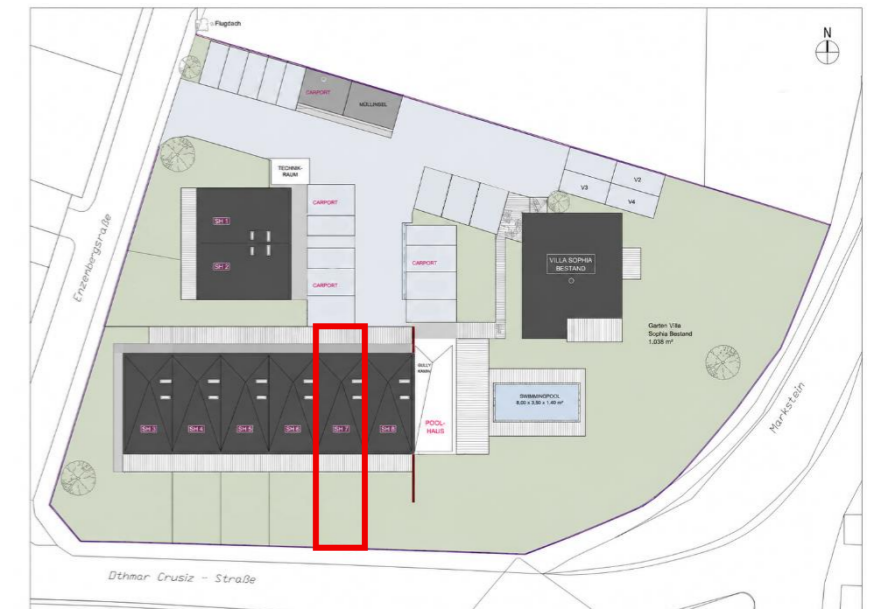 Flugdach
N
CARPORT
MÜLLINSEL
TECHNIK-
RAUM
V2
V3
V4
CARPORT
SH 1
SH 2
CARPORT
CARPORT
VILLA SOPHIA
BESTAND
Enzenbergstraße
Garten Villa
Sophia Bestand
1.038 m²
SWIMMINGPOOL
POOL-
HAUS
SH 3
SH 4
SH 5
SH 6
SH 7
SH 8
Markstein
Othmar Crusiz - Straße